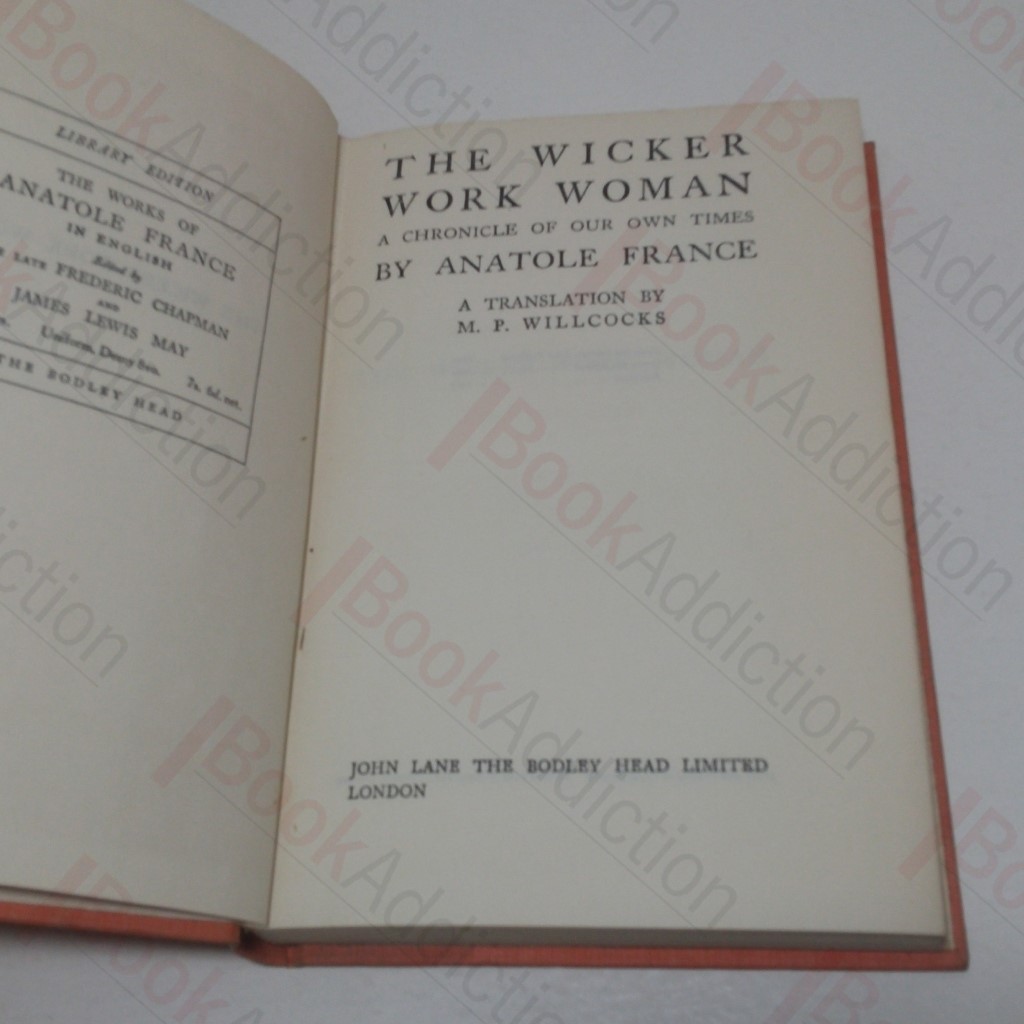 LIBRARY EDITION
THE WORKS OF
ANATOLE FRANCE
IN ENGLISH
Edited by
LATE FREDERIC CHAPMAN
AND
JAMES LEWIS MAY
Uniform. Demy 8vo. 7s. 6d. net.
THE BODLEY HEAD
THE WICKER
WORK WOMAN
A CHRONICLE OF OUR OWN TIMES
BY ANATOLE FRANCE
A TRANSLATION BY
M. P. WILLCOCKS
JOHN LANE THE BODLEY HEAD LIMITED
LONDON
BookAddiction